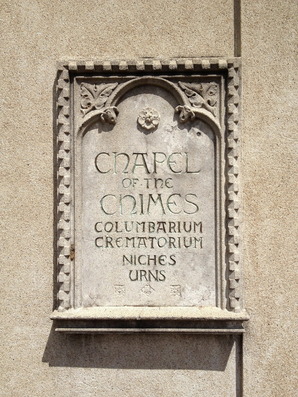 CHAPEL
OF THE
CHIMES
COLUMBARIUM
CREMATORIUM
NICHES
URNS